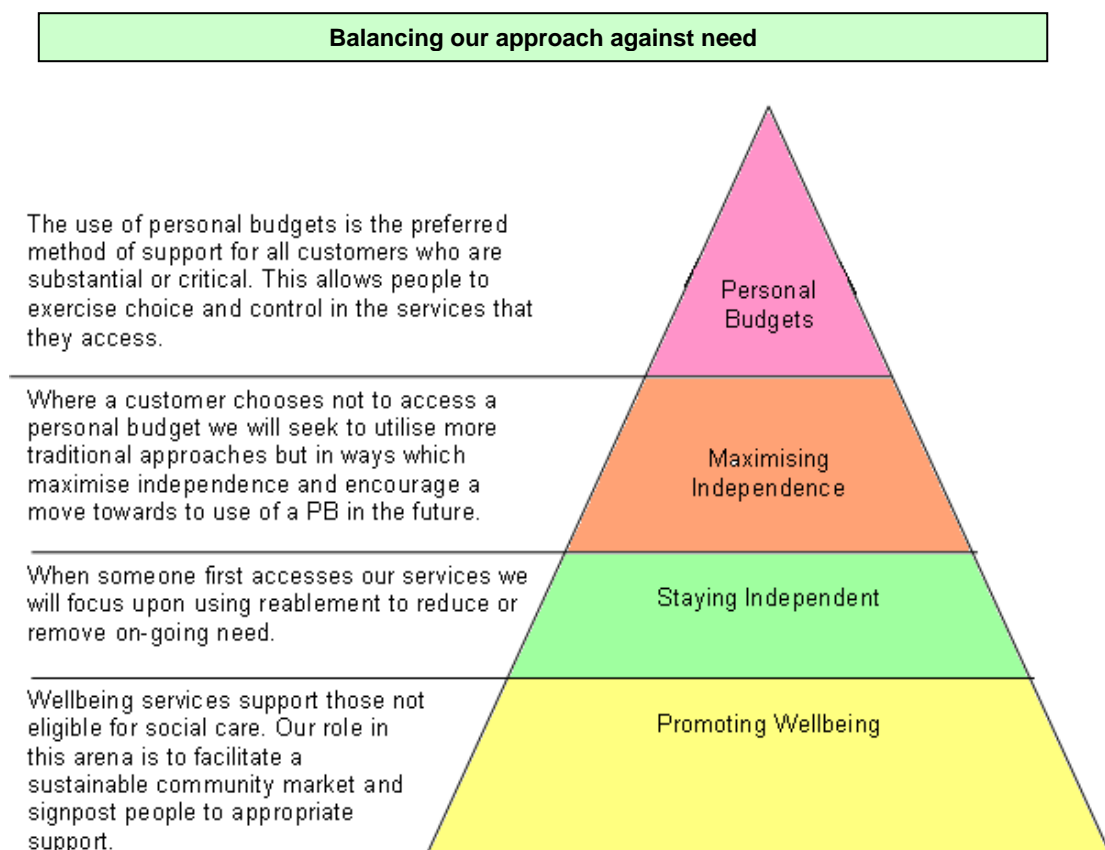 Balancing our approach against need
The use of personal budgets is the preferred
method of support for all customers who are
substantial or critical. This allows people to
exercise choice and control in the services that
they access.
Personal
Budgets
Where a customer chooses not to access a
personal budget we will seek to utilise more
traditional approaches but in ways which
maximise independence and encourage a
move towards to use of a PB in the future.
Maximising
Independence
When someone first accesses our services we
will focus upon using reablement to reduce or
remove on-going need.
Staying Independent
Wellbeing services support those not
eligible for social care. Our role in
this arena is to facilitate a
sustainable community market and
signpost people to appropriate
support.
Promoting Wellbeing